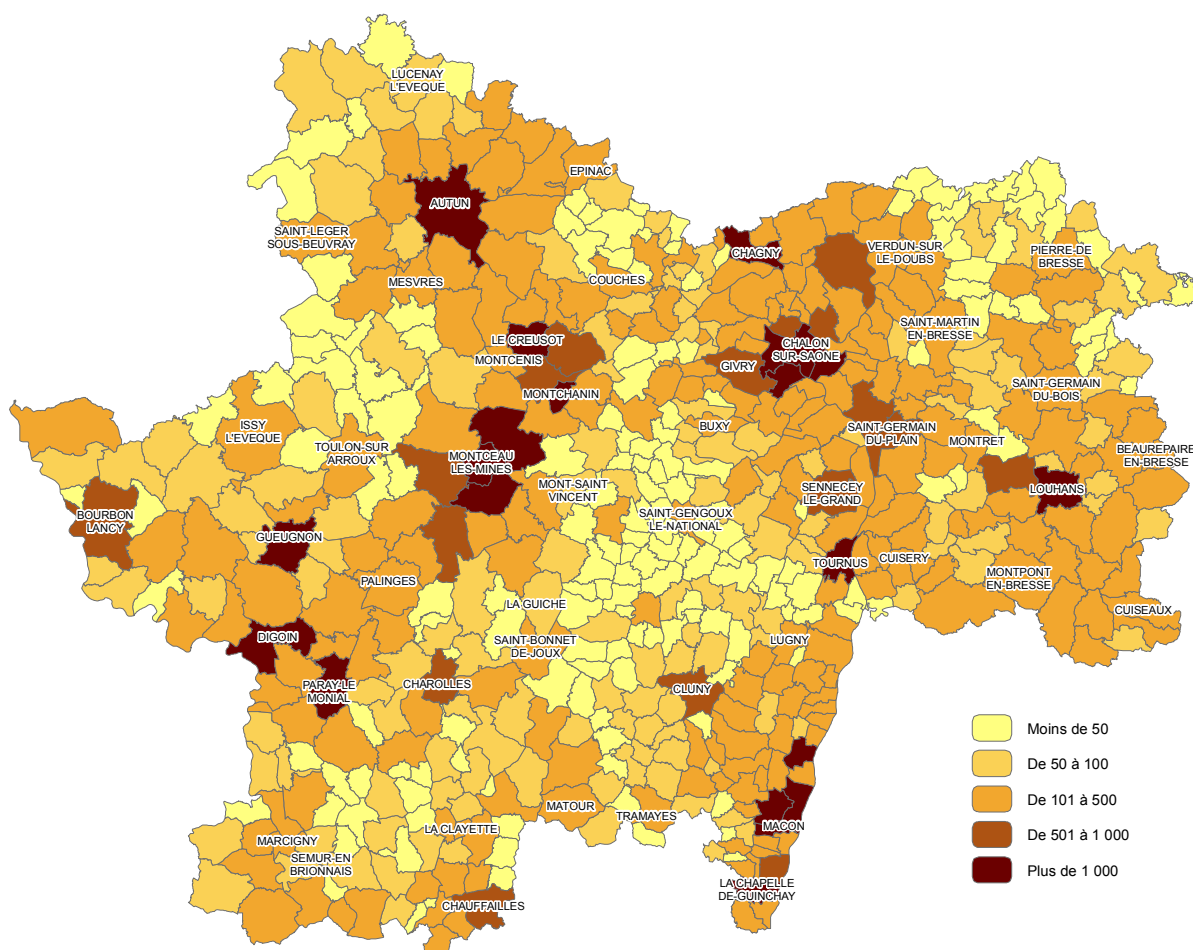 LUCENAY
L'EVEQUE
EPINAC
AUTUN
SAINT-LEGER
SOUS-BEUVRAY
CHAGNY
VERDUN-SUR
LE-DOUBS
PIERRE-DE
BRESSE
MESVRES
COUCHES
SAINT-MARTIN
EN-BRESSE
LE CREUSOT
MONTCENIS
CHALON
SUR-SAONE
GIVRY
MONTCHANIN
SAINT-GERMAIN
DU-BOIS
ISSY
L'EVEQUE
TOULON-SUR
ARROUX
BUXY
SAINT-GERMAIN
DU-PLAIN
MONTRET
BEAUREPAIRE
EN-BRESSE
MONTCEAU
LES-MINES
MONT-SAINT
VINCENT
SENNECEY
LE-GRAND
LOUHANS
BOURBON
LANCY
SAINT-GENGOUX
LE-NATIONAL
GUEUGNON
TOURNUS
CUISERY
PALINGES
MONTPONT
EN-BRESSE
LA GUICHE
CUISEAUX
DIGOIN
SAINT-BONNET
DE-JOUX
LUGNY
PARAY-LE
MONIAL
CHAROLLES
CLUNY
Moins de 50
De 50 à 100
De 101 à 500
De 501 à 1 000
Plus de 1 000
MATOUR
TRAMAYES
MACON
MARCIGNY
LA CLAYETTE
SEMUR-EN
BRIONNAIS
LA CHAPELLE
DE-GUINCHAY
CHAUFFAILLES